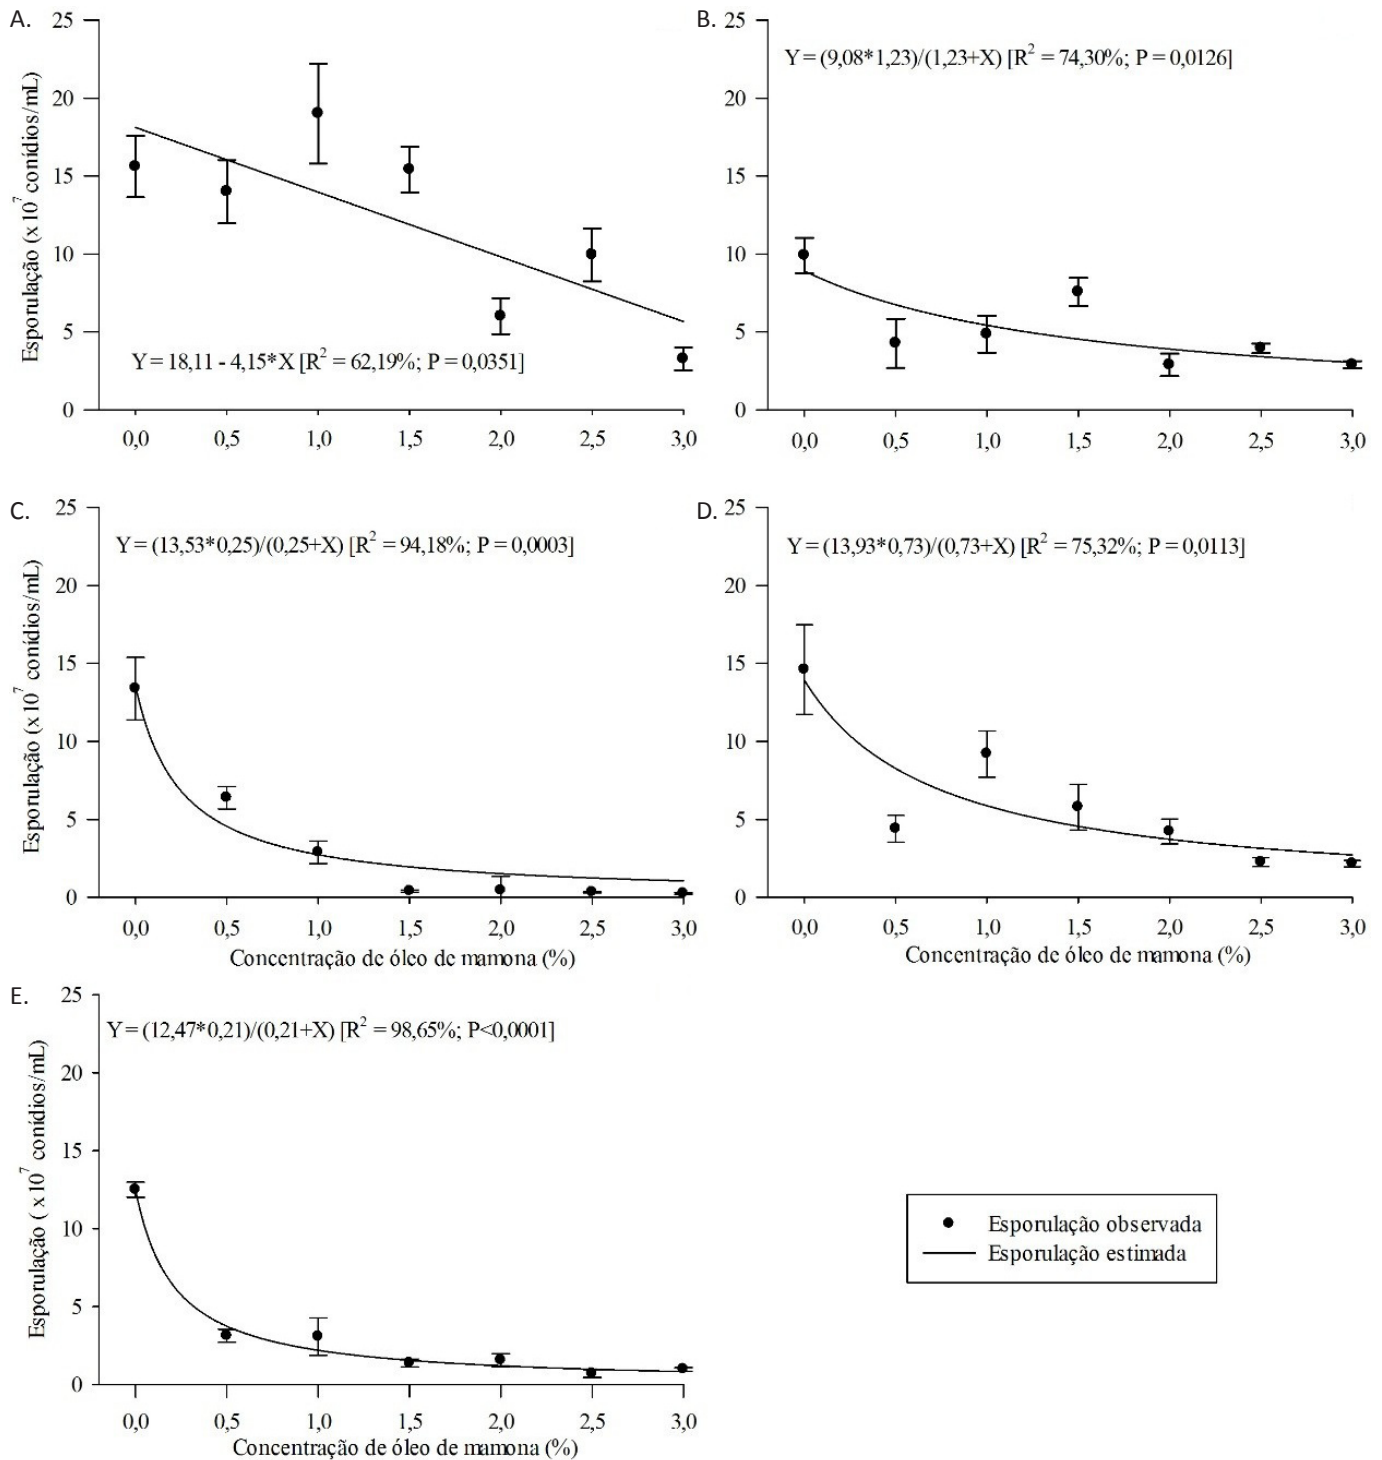 A.
25
20
15
10
5
0
Esporulação (x 10⁷ conídios/mL)
Y = 18,11 - 4,15*X [R² = 62,19%; P = 0,0351]
0,0 0,5 1,0 1,5 2,0 2,5 3,0
B.
25
20
15
10
5
0
Y = (9,08*1,23)/(1,23+X) [R² = 74,30%; P = 0,0126]
0,0 0,5 1,0 1,5 2,0 2,5 3,0
C.
25
20
15
10
5
0
Esporulação (x 10⁷ conídios/mL)
Y = (13,53*0,25)/(0,25+X) [R² = 94,18%; P = 0,0003]
0,0 0,5 1,0 1,5 2,0 2,5 3,0
Concentração de óleo de mamona (%)
D.
25
20
15
10
5
0
Y = (13,93*0,73)/(0,73+X) [R² = 75,32%; P = 0,0113]
0,0 0,5 1,0 1,5 2,0 2,5 3,0
Concentração de óleo de mamona (%)
E.
25
20
15
10
5
0
Esporulação ( x 10⁷ conídios/mL)
Y = (12,47*0,21)/(0,21+X) [R² = 98,65%; P<0,0001]
0,0 0,5 1,0 1,5 2,0 2,5 3,0
Concentração de óleo de mamona (%)
Esporulação observada
Esporulação estimada